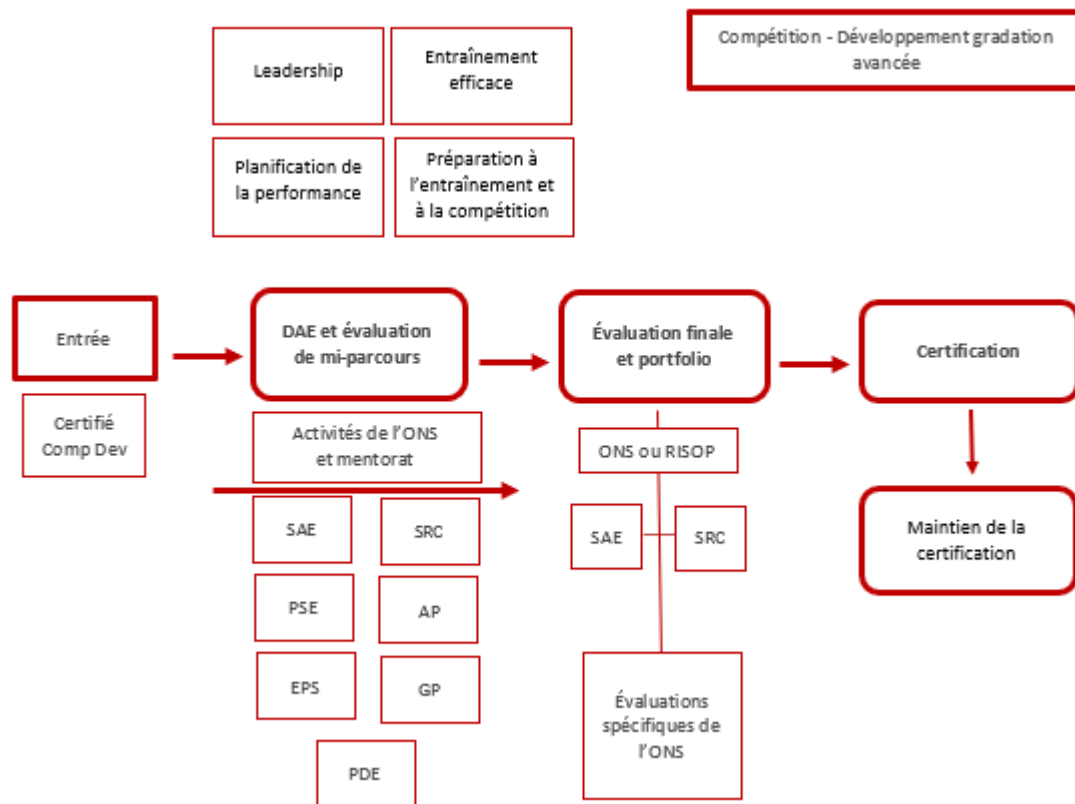 Leadership
Entraînement
efficace
Compétition - Développement gradation
avancée
Planification de
la performance
Préparation à
l'entraînement et
à la compétition
Entrée
DAE et évaluation
de mi-parcours
Évaluation finale
et portfolio
Certification
Certifié
Comp Dev
Activités de l'ONS
et mentorat
ONS ou RISOP
SAE
SRC
SAE
SRC
Maintien de la
certification
PSE
AP
EPS
GP
Évaluations
spécifiques de
l'ONS
PDE